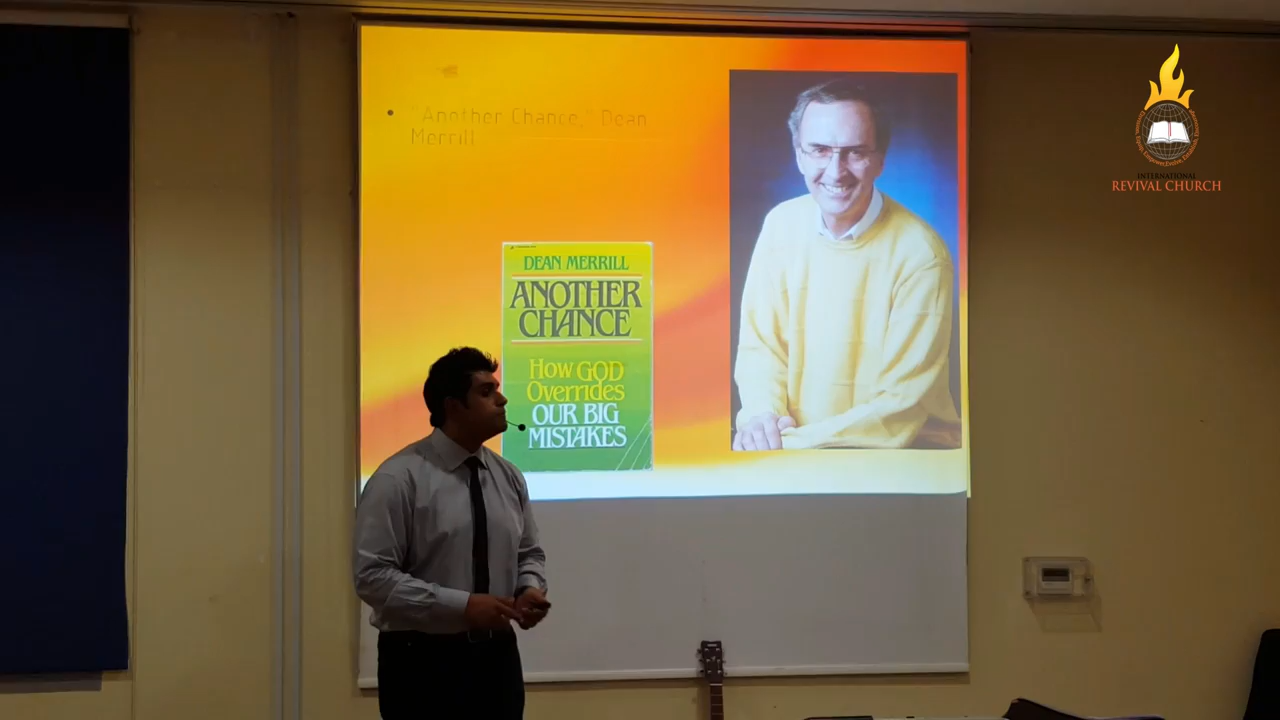 • "Another Chance," Dean
Merrill
DEAN MERRILL
ANOTHER
CHANCE
How GOD
Overrides
OUR BIG
MISTAKES
INTERNATIONAL
REVIVAL CHURCH